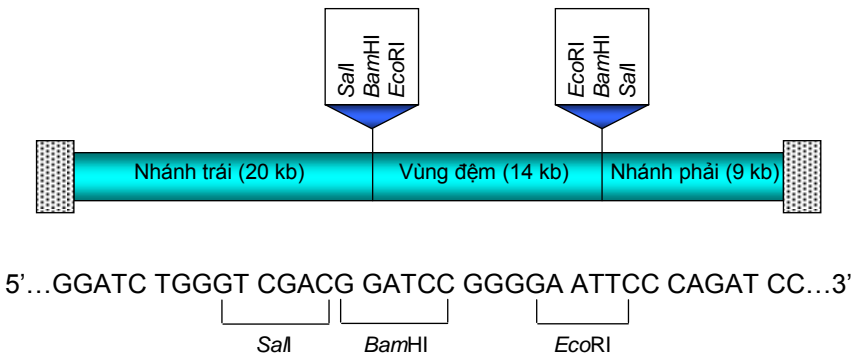 SalI
BamHI
EcoRI
EcoRI
BamHI
SalI
Nhánh trái (20 kb)
Vùng đệm (14 kb)
Nhánh phải (9 kb)
5’…GGATC TGGGT CGACG GATCC GGGGA ATTCC CAGAT CC…3’
SalI
BamHI
EcoRI